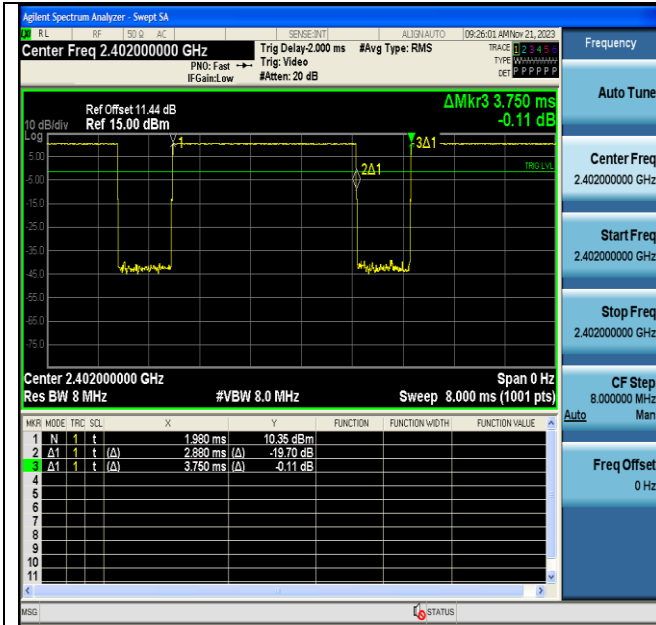 Agilent Spectrum Analyzer - Swept SA
RL RF 50 Ω AC SENSE:INT ALIGN AUTO 09:26:01 AM Nov 21, 2023
Center Freq 2.402000000 GHz
PNO: Fast
IFGain:Low
Trig Delay-2.000 ms
Trig: Video
#Atten: 20 dB
#Avg Type: RMS
TRACE 1 2 3 4 5 6
TYPE
DET P P P P P P
Frequency
Auto Tune
Center Freq
2.402000000 GHz
Start Freq
2.402000000 GHz
Stop Freq
2.402000000 GHz
CF Step
8.000000 MHz
Auto Man
Freq Offset
0 Hz
ΔMkr3 3.750 ms
-0.11 dB
Ref Offset 11.44 dB
10 dB/div Ref 15.00 dBm
Log
1
3Δ1
5.00
2Δ1
TRIG LVL
-5.00
-15.0
-25.0
-35.0
-45.0
-55.0
-65.0
-75.0
Center 2.402000000 GHz Span 0 Hz
Res BW 8 MHz #VBW 8.0 MHz Sweep 8.000 ms (1001 pts)
MKR MODE TRC SCL X Y FUNCTION FUNCTION WIDTH FUNCTION VALUE
1 N 1 t 1.980 ms 10.35 dBm
2 Δ1 1 t (Δ) 2.880 ms (Δ) -19.70 dB
3 Δ1 1 t (Δ) 3.750 ms (Δ) -0.11 dB
4
5
6
7
8
9
10
11
MSG STATUS